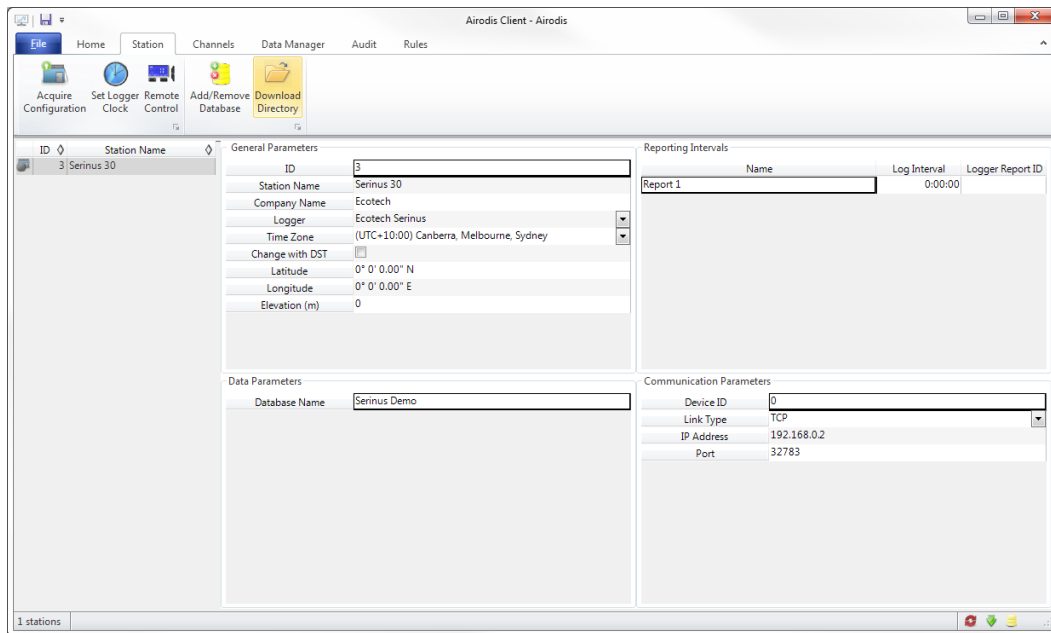 Airodis Client - Airodis
File Home Station Channels Data Manager Audit Rules
Acquire Configuration
Set Logger Clock
Remote Control
Add/Remove Database
Download Directory
ID Station Name
3 Serinus 30
General Parameters
ID 3
Station Name Serinus 30
Company Name Ecotech
Logger Ecotech Serinus
Time Zone (UTC+10:00) Canberra, Melbourne, Sydney
Change with DST
Latitude 0° 0' 0.00" N
Longitude 0° 0' 0.00" E
Elevation (m) 0
Reporting Intervals
Name Log Interval Logger Report ID
Report 1 0:00:00
Data Parameters
Database Name Serinus Demo
Communication Parameters
Device ID 0
Link Type TCP
IP Address 192.168.0.2
Port 32783
1 stations